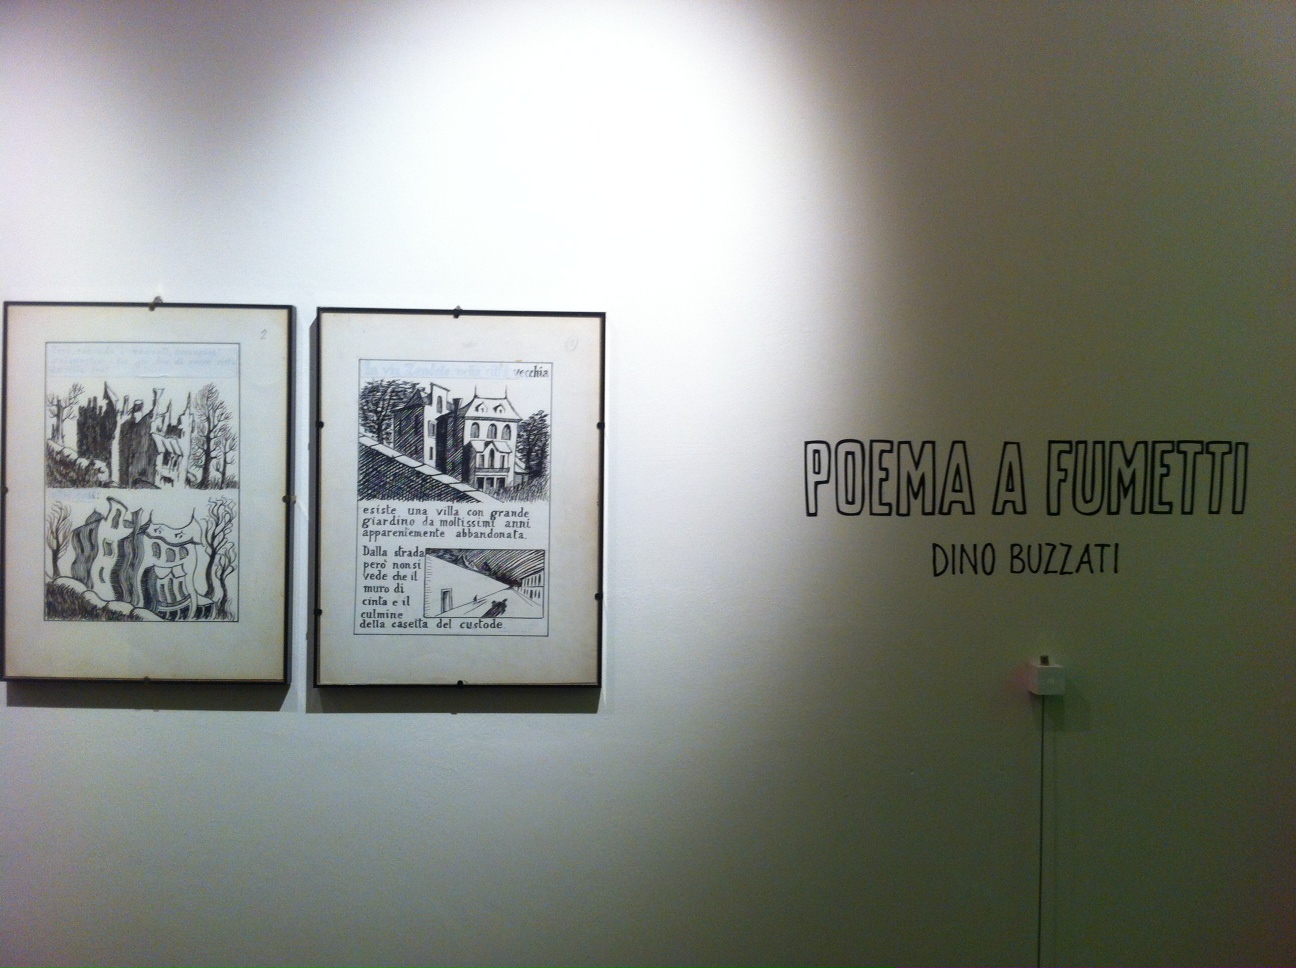 2
vecchia
esiste una villa con grande
giardino da moltissimi anni
apparentemente abbandonata.
Dalla strada
però non si
vede che il
muro di
cinta e il
culmine
della casetta del custode.
POEMA A FUMETTI
DINO BUZZATI